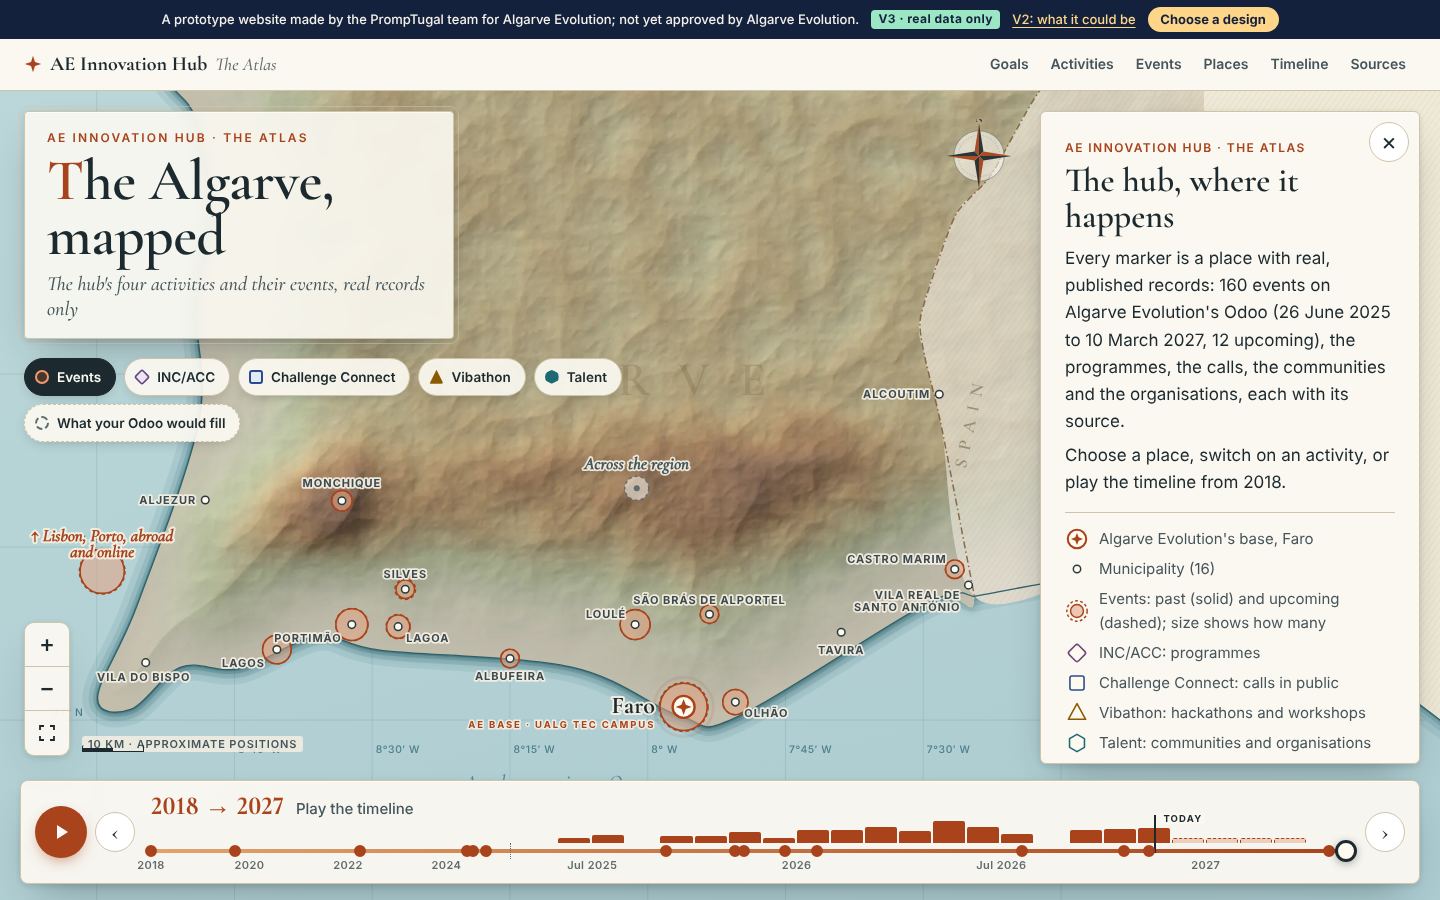 A prototype website made by the PrompTugal team for Algarve Evolution; not yet approved by Algarve Evolution. V3 · real data only V2: what it could be Choose a design
AE Innovation Hub The Atlas Goals Activities Events Places Timeline Sources
AE INNOVATION HUB · THE ATLAS
The Algarve,
mapped
The hub's four activities and their events, real records
only
Events INC/ACC Challenge Connect Vibathon Talent
What your Odoo would fill
R V E
SPAIN
ALCOUTIM
Across the region
MONCHIQUE
ALJEZUR
↑ Lisbon, Porto, abroad
and online
CASTRO MARIM
SILVES
VILA REAL DE
SANTO ANTÓNIO
SÃO BRÁS DE ALPORTEL
LOULÉ
PORTIMÃO
LAGOA
TAVIRA
LAGOS
VILA DO BISPO
ALBUFEIRA
Faro
OLHÃO
AE BASE · UALG TEC CAMPUS
+
−
N
10 KM · APPROXIMATE POSITIONS
8°30' W 8°15' W 8° W 7°45' W 7°30' W
AE INNOVATION HUB · THE ATLAS
The hub, where it
happens
Every marker is a place with real,
published records: 160 events on
Algarve Evolution's Odoo (26 June 2025
to 10 March 2027, 12 upcoming), the
programmes, the calls, the communities
and the organisations, each with its
source.
Choose a place, switch on an activity, or
play the timeline from 2018.
Algarve Evolution's base, Faro
Municipality (16)
Events: past (solid) and upcoming
(dashed); size shows how many
INC/ACC: programmes
Challenge Connect: calls in public
Vibathon: hackathons and workshops
Talent: communities and organisations
2018 → 2027 Play the timeline
TODAY
2018 2020 2022 2024 Jul 2025 2026 Jul 2026 2027